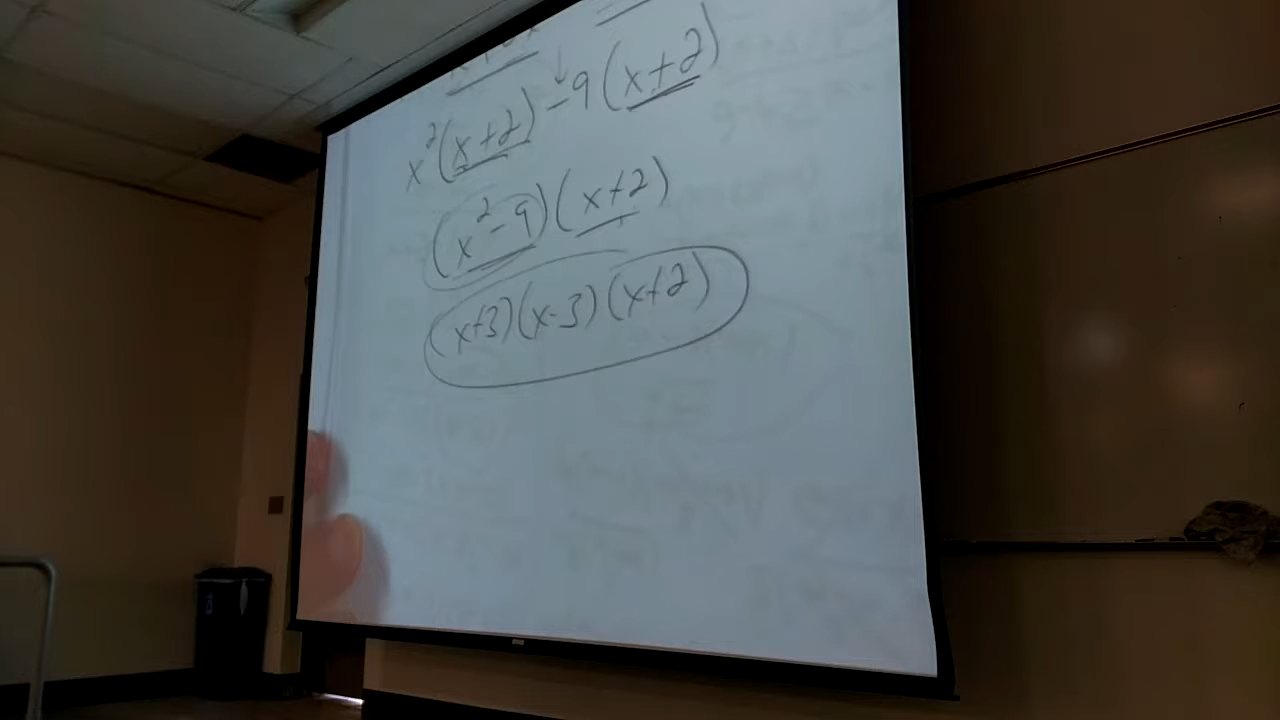 x²(x+2) - 9(x+2)
(x² - 9)(x+2)
(x+3)(x-3)(x+2)